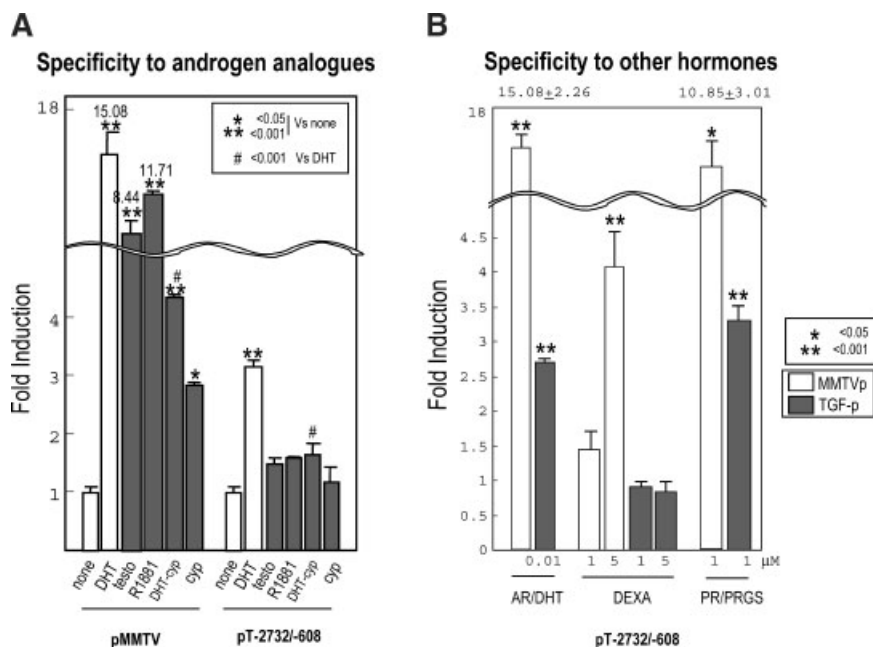 A
Specificity to androgen analogues
18
15.08
**
8.44
**
11.71
**
* <0.05 Vs none
** <0.001
# <0.001 Vs DHT
#
**
*
**
#
4
3
2
1
Fold Induction
none
DHT
testo
R1881
DHT-cyp
cyp
none
DHT
testo
R1881
DHT-cyp
cyp
pMMTV
pT-2732/-608
B
Specificity to other hormones
15.08±2.26
10.85±3.01
18
**
*
**
**
**
4.5
4
3.5
3
2.5
2
1.5
1
0.5
0
Fold Induction
* <0.05
** <0.001
MMTVp
TGF-p
0.01 1 5 1 5 1 1 µM
AR/DHT
DEXA
PR/PRGS
pT-2732/-608